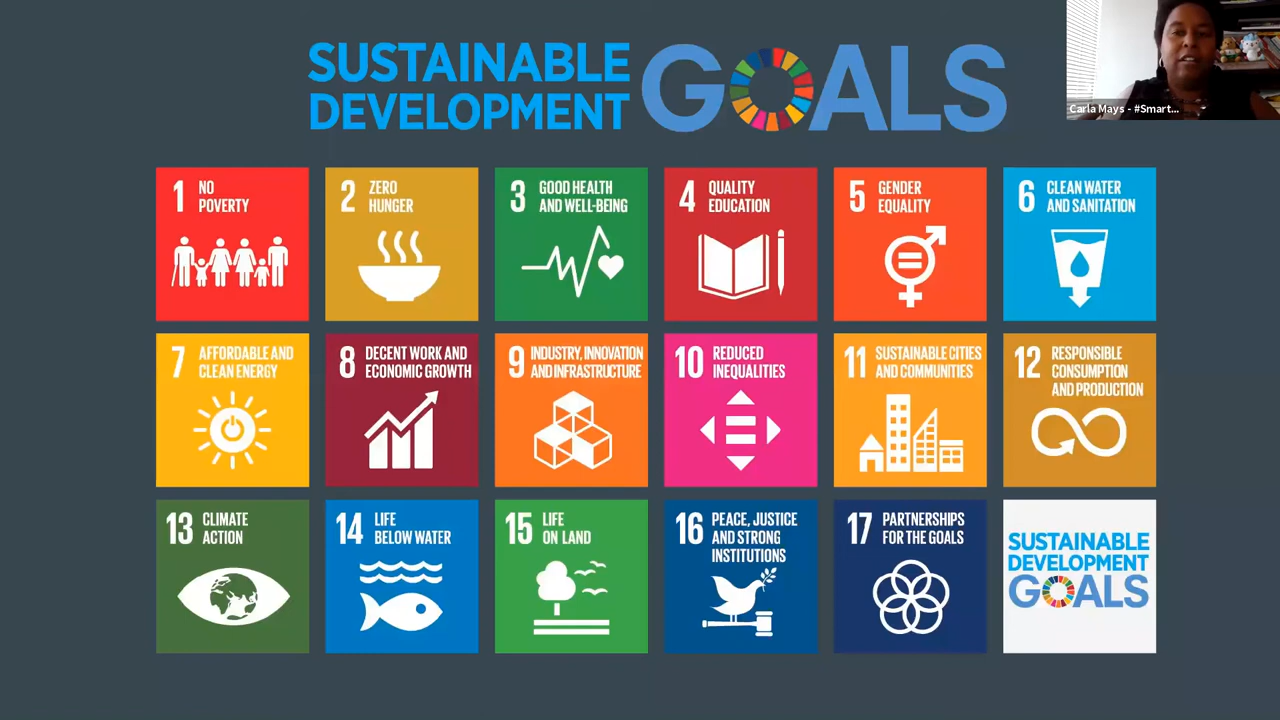 SUSTAINABLE
DEVELOPMENT
GOALS
Carla Mays - #Smart...
1 NO
POVERTY
2 ZERO
HUNGER
3 GOOD HEALTH
AND WELL-BEING
4 QUALITY
EDUCATION
5 GENDER
EQUALITY
6 CLEAN WATER
AND SANITATION
7 AFFORDABLE AND
CLEAN ENERGY
8 DECENT WORK AND
ECONOMIC GROWTH
9 INDUSTRY, INNOVATION
AND INFRASTRUCTURE
10 REDUCED
INEQUALITIES
11 SUSTAINABLE CITIES
AND COMMUNITIES
12 RESPONSIBLE
CONSUMPTION
AND PRODUCTION
13 CLIMATE
ACTION
14 LIFE
BELOW WATER
15 LIFE
ON LAND
16 PEACE, JUSTICE
AND STRONG
INSTITUTIONS
17 PARTNERSHIPS
FOR THE GOALS
SUSTAINABLE
DEVELOPMENT
GOALS